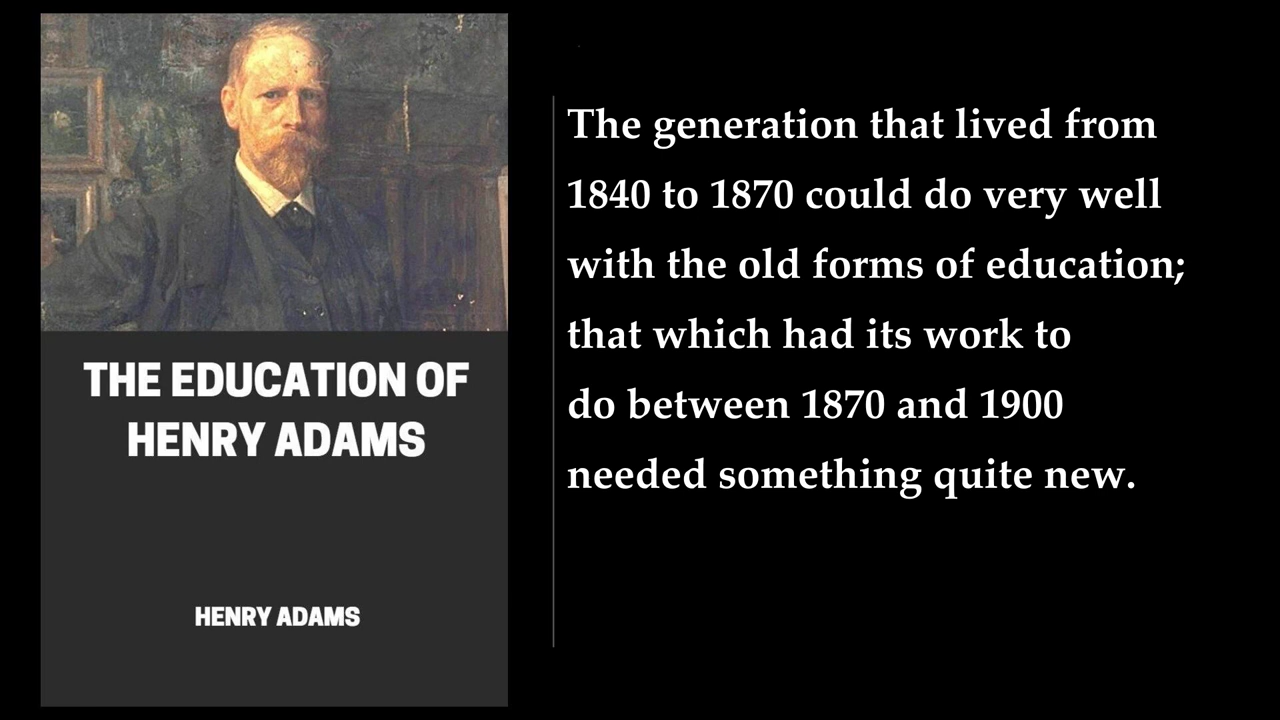 THE EDUCATION OF
HENRY ADAMS
HENRY ADAMS
The generation that lived from
1840 to 1870 could do very well
with the old forms of education;
that which had its work to
do between 1870 and 1900
needed something quite new.